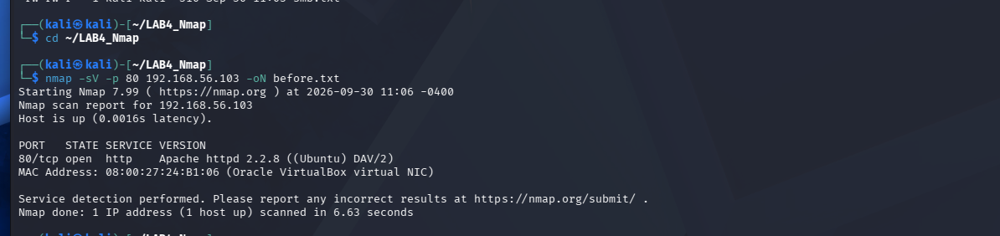 ┌──(kali㉿kali)-[~/LAB4_Nmap]
└─$ cd ~/LAB4_Nmap
┌──(kali㉿kali)-[~/LAB4_Nmap]
└─$ nmap -sV -p 80 192.168.56.103 -oN before.txt
Starting Nmap 7.99 ( https://nmap.org ) at 2026-09-30 11:06 -0400
Nmap scan report for 192.168.56.103
Host is up (0.0016s latency).
PORT   STATE SERVICE VERSION
80/tcp open  http    Apache httpd 2.2.8 ((Ubuntu) DAV/2)
MAC Address: 08:00:27:24:B1:06 (Oracle VirtualBox virtual NIC)
Service detection performed. Please report any incorrect results at https://nmap.org/submit/ .
Nmap done: 1 IP address (1 host up) scanned in 6.63 seconds